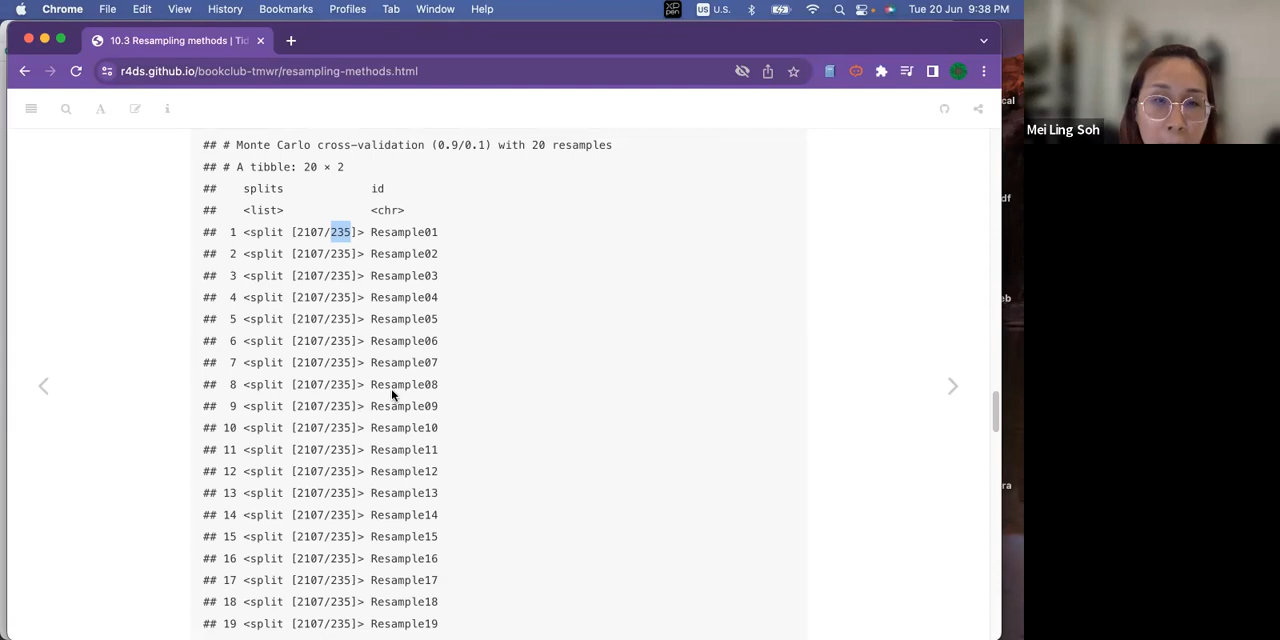 Chrome File Edit View History Bookmarks Profiles Tab Window Help XP PEN US U.S. Tue 20 Jun 9:38 PM
10.3 Resampling methods | Tid
r4ds.github.io/bookclub-tmwr/resampling-methods.html
A i
## # Monte Carlo cross-validation (0.9/0.1) with 20 resamples
## # A tibble: 20 × 2
## splits id
## <list> <chr>
## 1 <split [2107/235]> Resample01
## 2 <split [2107/235]> Resample02
## 3 <split [2107/235]> Resample03
## 4 <split [2107/235]> Resample04
## 5 <split [2107/235]> Resample05
## 6 <split [2107/235]> Resample06
## 7 <split [2107/235]> Resample07
## 8 <split [2107/235]> Resample08
## 9 <split [2107/235]> Resample09
## 10 <split [2107/235]> Resample10
## 11 <split [2107/235]> Resample11
## 12 <split [2107/235]> Resample12
## 13 <split [2107/235]> Resample13
## 14 <split [2107/235]> Resample14
## 15 <split [2107/235]> Resample15
## 16 <split [2107/235]> Resample16
## 17 <split [2107/235]> Resample17
## 18 <split [2107/235]> Resample18
## 19 <split [2107/235]> Resample19
cal
df
eb
ra
Mei Ling Soh